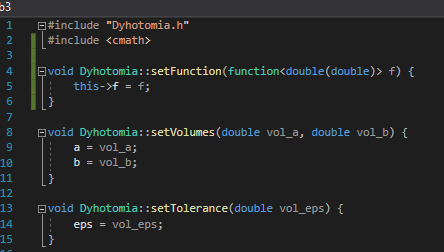 b3
1 #include "Dyhotomia.h"
2 #include <cmath>
3
4 void Dyhotomia::setFunction(function<double(double)> f) {
5     this->f = f;
6 }
7
8 void Dyhotomia::setVolumes(double vol_a, double vol_b) {
9     a = vol_a;
10     b = vol_b;
11 }
12
13 void Dyhotomia::setTolerance(double vol_eps) {
14     eps = vol_eps;
15 }